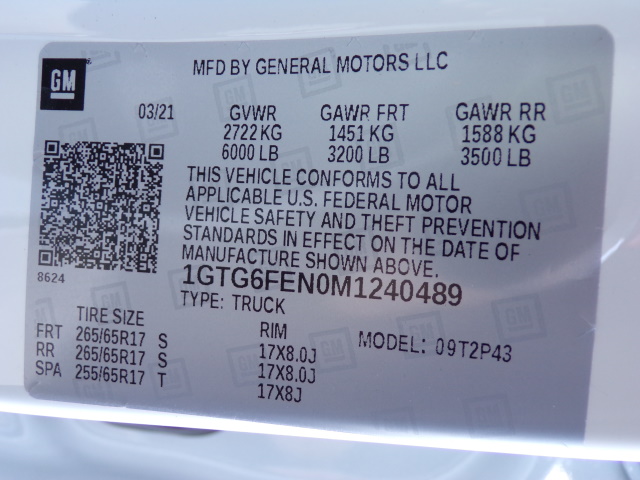 GM
MFD BY GENERAL MOTORS LLC
03/21 GVWR GAWR FRT GAWR RR
2722 KG 1451 KG 1588 KG
6000 LB 3200 LB 3500 LB
THIS VEHICLE CONFORMS TO ALL
APPLICABLE U.S. FEDERAL MOTOR
VEHICLE SAFETY AND THEFT PREVENTION
STANDARDS IN EFFECT ON THE DATE OF
MANUFACTURE SHOWN ABOVE.
8624
1GTG6FEN0M1240489
TYPE: TRUCK
TIRE SIZE RIM MODEL: 09T2P43
FRT 265/65R17 S 17X8.0J
RR 265/65R17 S 17X8.0J
SPA 255/65R17 T 17X8J